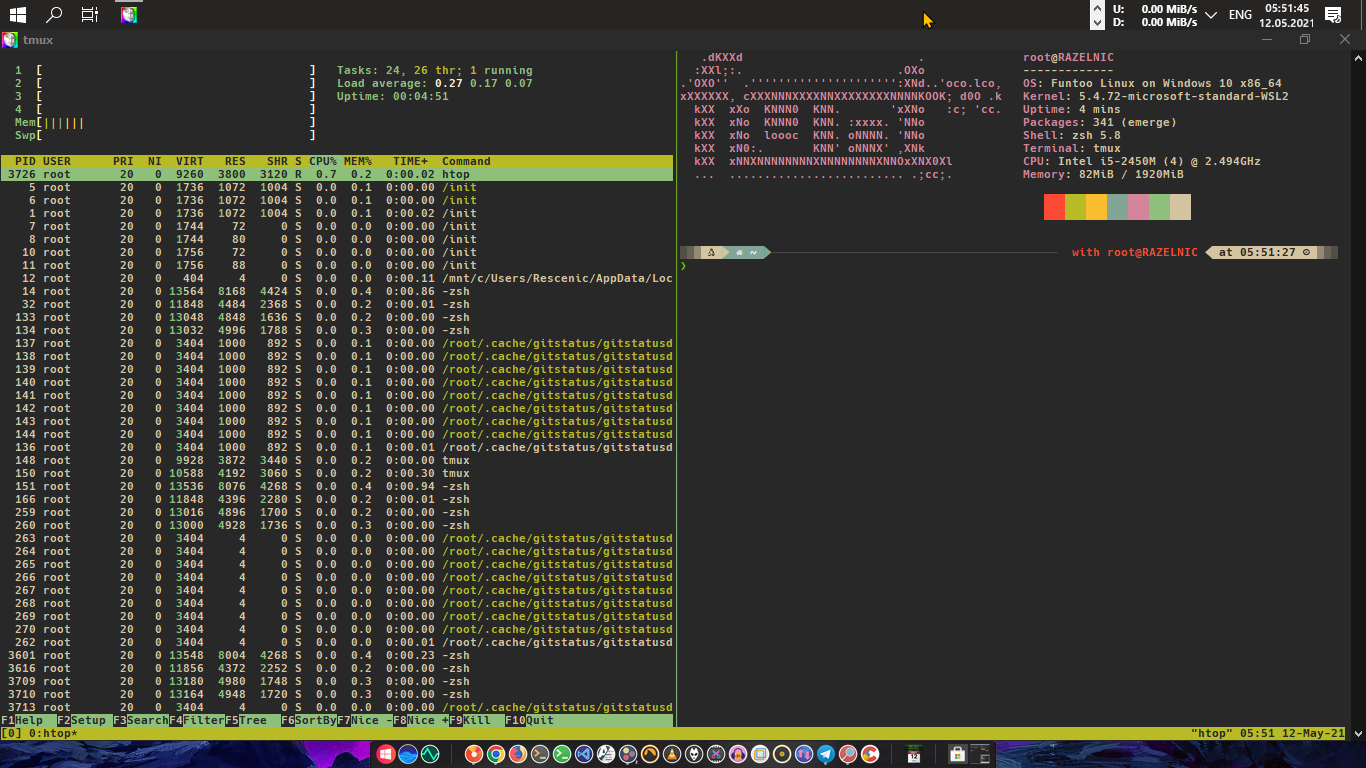 U: 0.00 MiB/s
D: 0.00 MiB/s
ENG
05:51:45
12.05.2021
tmux
1 [ ] Tasks: 24, 26 thr; 1 running
2 [ ] Load average: 0.27 0.17 0.07
3 [ ] Uptime: 00:04:51
4 [ ]
Mem[|||||| ]
Swp[ ]
PID USER PRI NI VIRT RES SHR S CPU% MEM% TIME+ Command
3726 root 20 0 9260 3800 3120 R 0.7 0.2 0:00.02 htop
5 root 20 0 1736 1072 1004 S 0.0 0.1 0:00.00 /init
6 root 20 0 1736 1072 1004 S 0.0 0.1 0:00.00 /init
1 root 20 0 1736 1072 1004 S 0.0 0.1 0:00.02 /init
7 root 20 0 1744 72 0 S 0.0 0.0 0:00.00 /init
8 root 20 0 1744 80 0 S 0.0 0.0 0:00.00 /init
10 root 20 0 1756 72 0 S 0.0 0.0 0:00.00 /init
11 root 20 0 1756 88 0 S 0.0 0.0 0:00.00 /init
12 root 20 0 404 4 0 S 0.0 0.0 0:00.11 /mnt/c/Users/Rescenic/AppData/Loc
14 root 20 0 13564 8168 4424 S 0.0 0.4 0:00.86 -zsh
32 root 20 0 11848 4484 2368 S 0.0 0.2 0:00.01 -zsh
133 root 20 0 13048 4848 1636 S 0.0 0.2 0:00.00 -zsh
134 root 20 0 13032 4996 1788 S 0.0 0.3 0:00.00 -zsh
137 root 20 0 3404 1000 892 S 0.0 0.1 0:00.00 /root/.cache/gitstatus/gitstatusd
138 root 20 0 3404 1000 892 S 0.0 0.1 0:00.00 /root/.cache/gitstatus/gitstatusd
139 root 20 0 3404 1000 892 S 0.0 0.1 0:00.00 /root/.cache/gitstatus/gitstatusd
140 root 20 0 3404 1000 892 S 0.0 0.1 0:00.00 /root/.cache/gitstatus/gitstatusd
141 root 20 0 3404 1000 892 S 0.0 0.1 0:00.00 /root/.cache/gitstatus/gitstatusd
142 root 20 0 3404 1000 892 S 0.0 0.1 0:00.00 /root/.cache/gitstatus/gitstatusd
143 root 20 0 3404 1000 892 S 0.0 0.1 0:00.00 /root/.cache/gitstatus/gitstatusd
144 root 20 0 3404 1000 892 S 0.0 0.1 0:00.00 /root/.cache/gitstatus/gitstatusd
136 root 20 0 3404 1000 892 S 0.0 0.1 0:00.01 /root/.cache/gitstatus/gitstatusd
148 root 20 0 9928 3872 3440 S 0.0 0.2 0:00.00 tmux
150 root 20 0 10588 4192 3060 S 0.0 0.2 0:00.30 tmux
151 root 20 0 13536 8076 4268 S 0.0 0.4 0:00.94 -zsh
166 root 20 0 11848 4396 2280 S 0.0 0.2 0:00.01 -zsh
259 root 20 0 13016 4896 1700 S 0.0 0.2 0:00.00 -zsh
260 root 20 0 13000 4928 1736 S 0.0 0.3 0:00.00 -zsh
263 root 20 0 3404 4 0 S 0.0 0.0 0:00.00 /root/.cache/gitstatus/gitstatusd
264 root 20 0 3404 4 0 S 0.0 0.0 0:00.00 /root/.cache/gitstatus/gitstatusd
265 root 20 0 3404 4 0 S 0.0 0.0 0:00.00 /root/.cache/gitstatus/gitstatusd
266 root 20 0 3404 4 0 S 0.0 0.0 0:00.00 /root/.cache/gitstatus/gitstatusd
267 root 20 0 3404 4 0 S 0.0 0.0 0:00.00 /root/.cache/gitstatus/gitstatusd
268 root 20 0 3404 4 0 S 0.0 0.0 0:00.00 /root/.cache/gitstatus/gitstatusd
269 root 20 0 3404 4 0 S 0.0 0.0 0:00.00 /root/.cache/gitstatus/gitstatusd
270 root 20 0 3404 4 0 S 0.0 0.0 0:00.00 /root/.cache/gitstatus/gitstatusd
262 root 20 0 3404 4 0 S 0.0 0.0 0:00.01 /root/.cache/gitstatus/gitstatusd
3601 root 20 0 13548 8004 4268 S 0.0 0.4 0:00.23 -zsh
3616 root 20 0 11856 4372 2252 S 0.0 0.2 0:00.00 -zsh
3709 root 20 0 13180 4980 1748 S 0.0 0.3 0:00.00 -zsh
3710 root 20 0 13164 4948 1720 S 0.0 0.3 0:00.00 -zsh
3713 root 20 0 3404 4 0 S 0.0 0.0 0:00.00 /root/.cache/gitstatus/gitstatusd
F1Help F2Setup F3SearchF4FilterF5Tree F6SortByF7Nice -F8Nice +F9Kill F10Quit
.dKXXd .
:XXl;:. .OXo
.'OXO'' .''''''''''''''''''''':XNd..'oco.lco,
xXXXXXX, cXXXNNNXXXXNNXXXXXXXXNNNNKOOK; d0O .k
kXX xXo KNNN0 KNN. 'xXNo :c; 'cc.
kXX xNo KNNN0 KNN. :xxxx. 'NNo
kXX xNo loooc KNN. oNNNN. 'NNo
kXX xN0:. KNN' oNNNX' ,XNk
kXX xNNXNNNNNNNNXNNNNNNNNXNNOxXNX0Xl
... ......................... .;cc;.
root@RAZELNIC
-------------
OS: Funtoo Linux on Windows 10 x86_64
Kernel: 5.4.72-microsoft-standard-WSL2
Uptime: 4 mins
Packages: 341 (emerge)
Shell: zsh 5.8
Terminal: tmux
CPU: Intel i5-2450M (4) @ 2.494GHz
Memory: 82MiB / 1920MiB
~ with root@RAZELNIC at 05:51:27
❯
[0] 0:htop* "htop" 05:51 12-May-21
12